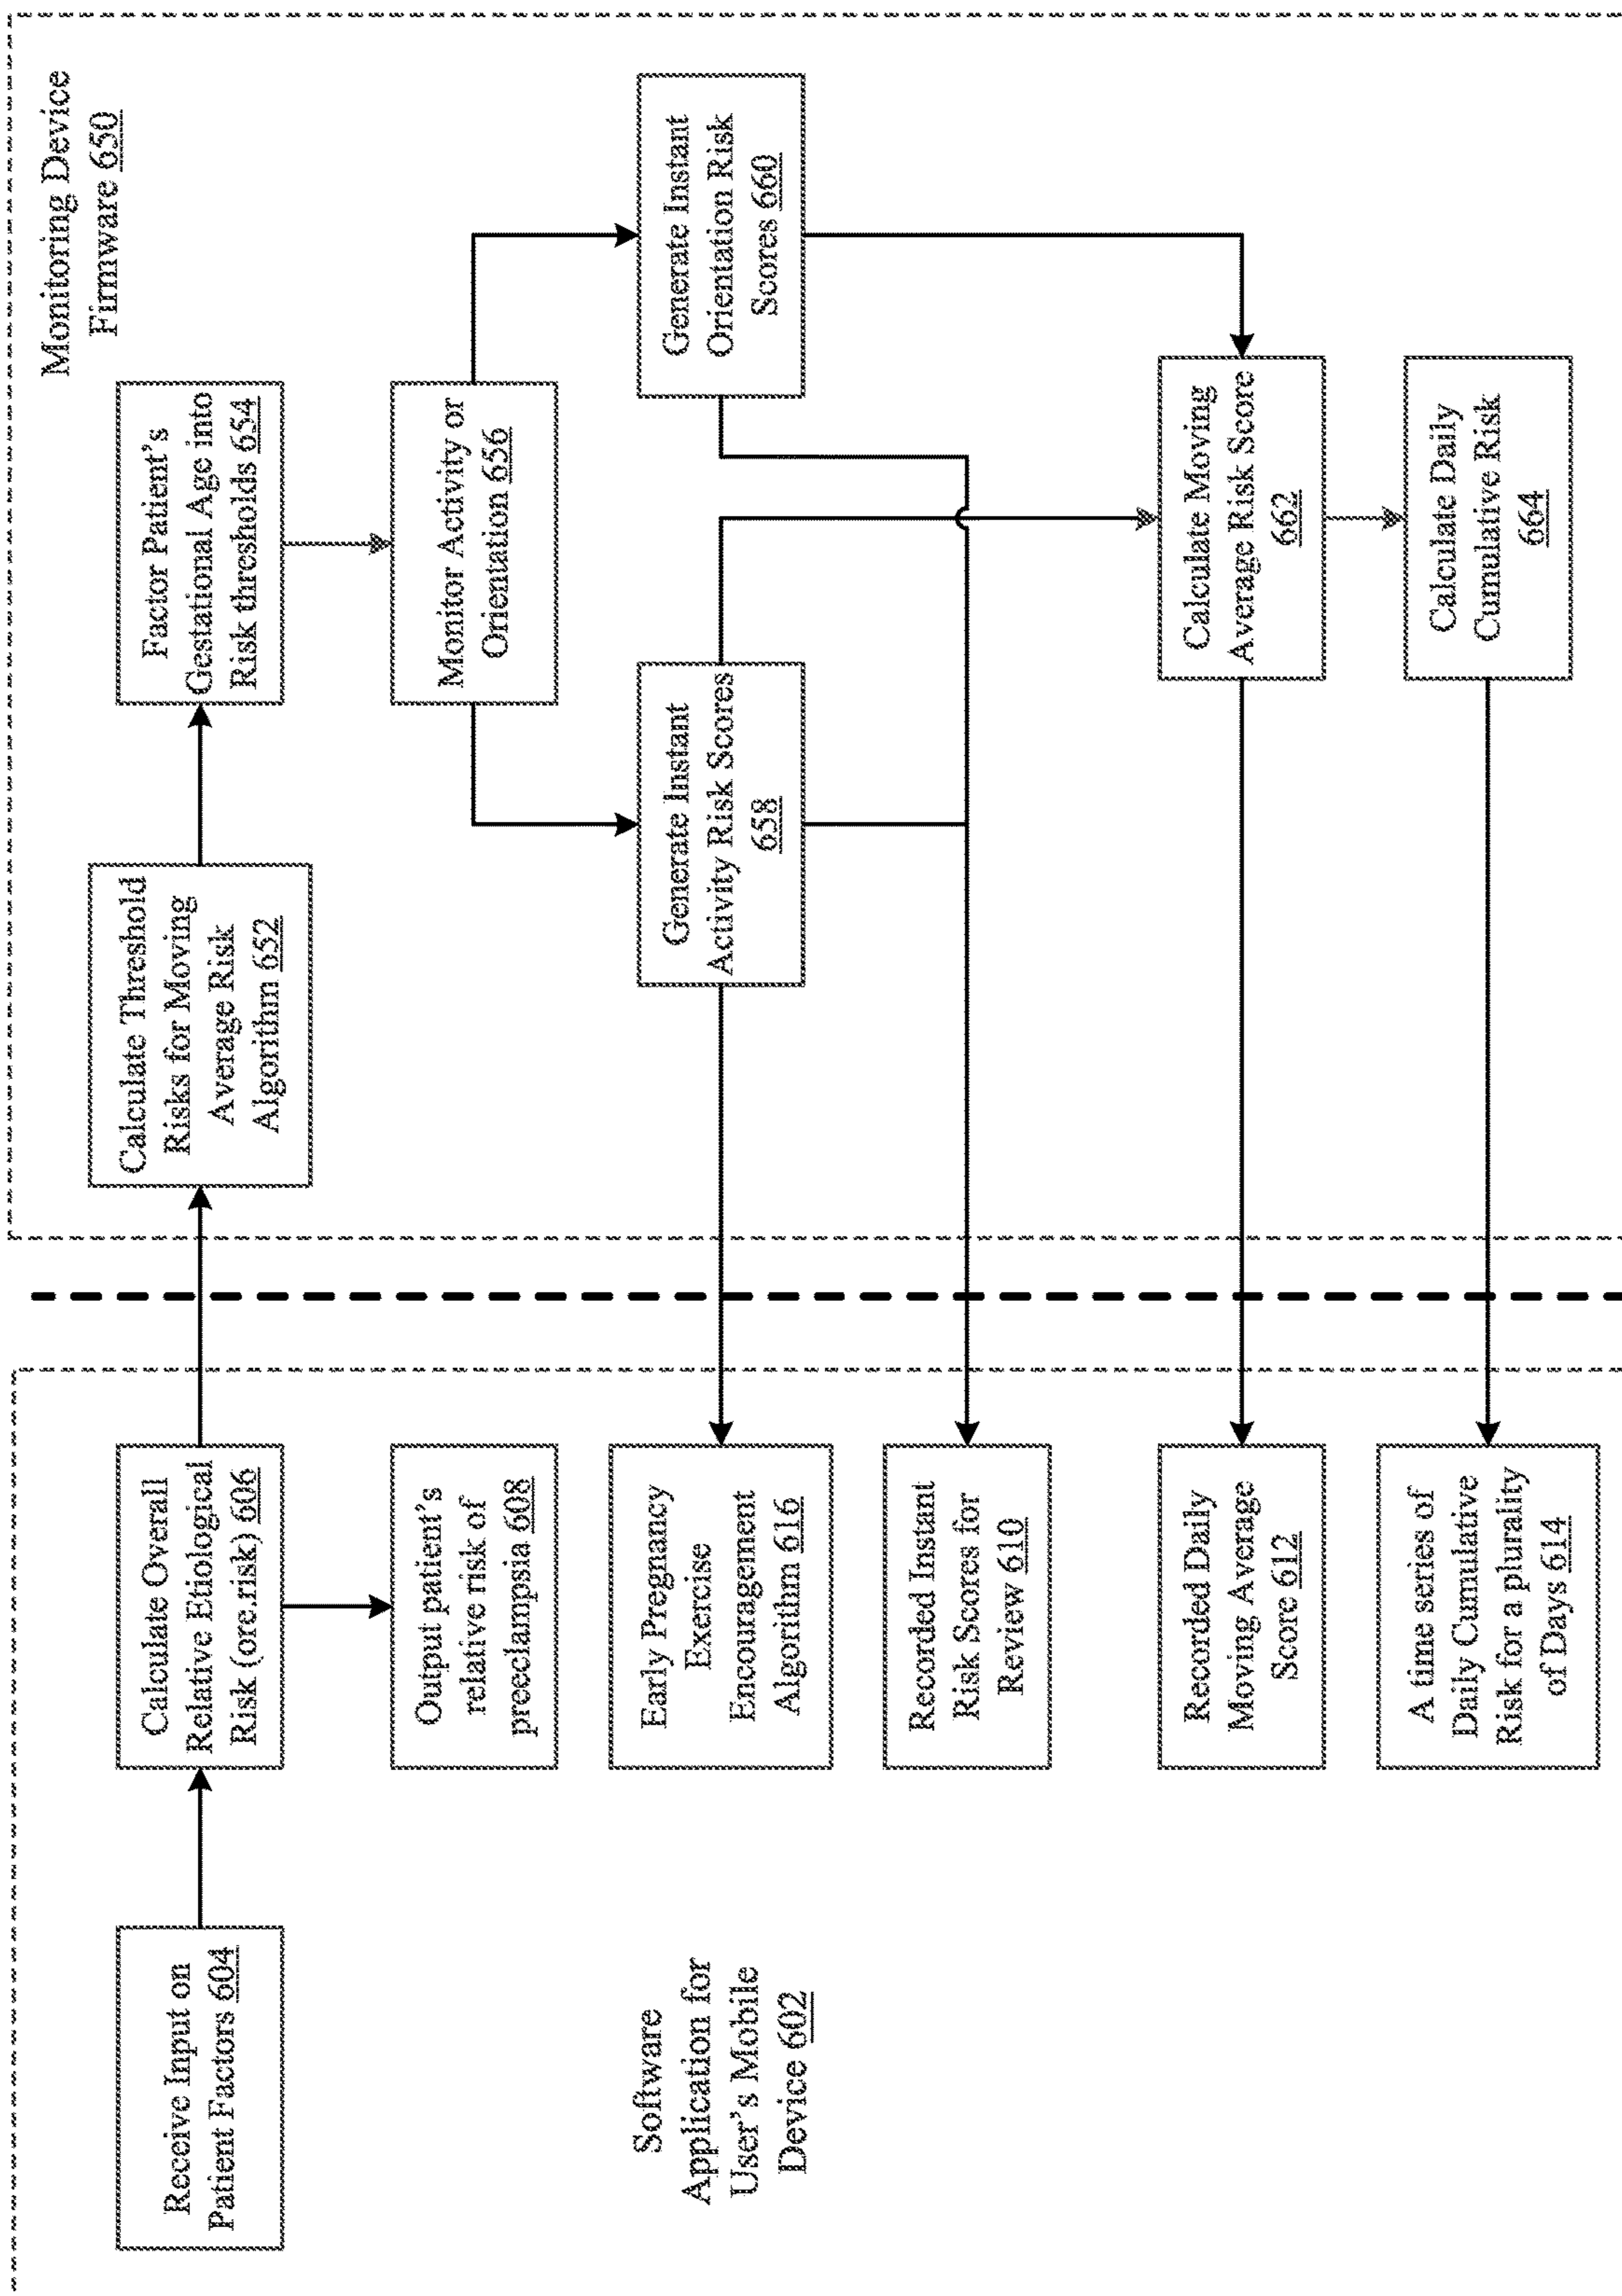 Receive Input on
Patient Factors 604
Calculate Overall
Relative Etiological
Risk (ore.risk) 606
Calculate Threshold
Risks for Moving
Average Risk
Algorithm 652
Factor Patient's
Gestational Age into
Risk thresholds 654
Monitoring Device
Firmware 650
Output patient's
relative risk of
preeclampsia 608
Monitor Activity or
Orientation 656
Software
Application for
User's Mobile
Device 602
Early Pregnancy
Exercise
Encouragement
Algorithm 616
Generate Instant
Activity Risk Scores
658
Generate Instant
Orientation Risk
Scores 660
Recorded Instant
Risk Scores for
Review 610
Recorded Daily
Moving Average
Score 612
Calculate Moving
Average Risk Score
662
A time series of
Daily Cumulative
Risk for a plurality
of Days 614
Calculate Daily
Cumulative Risk
664